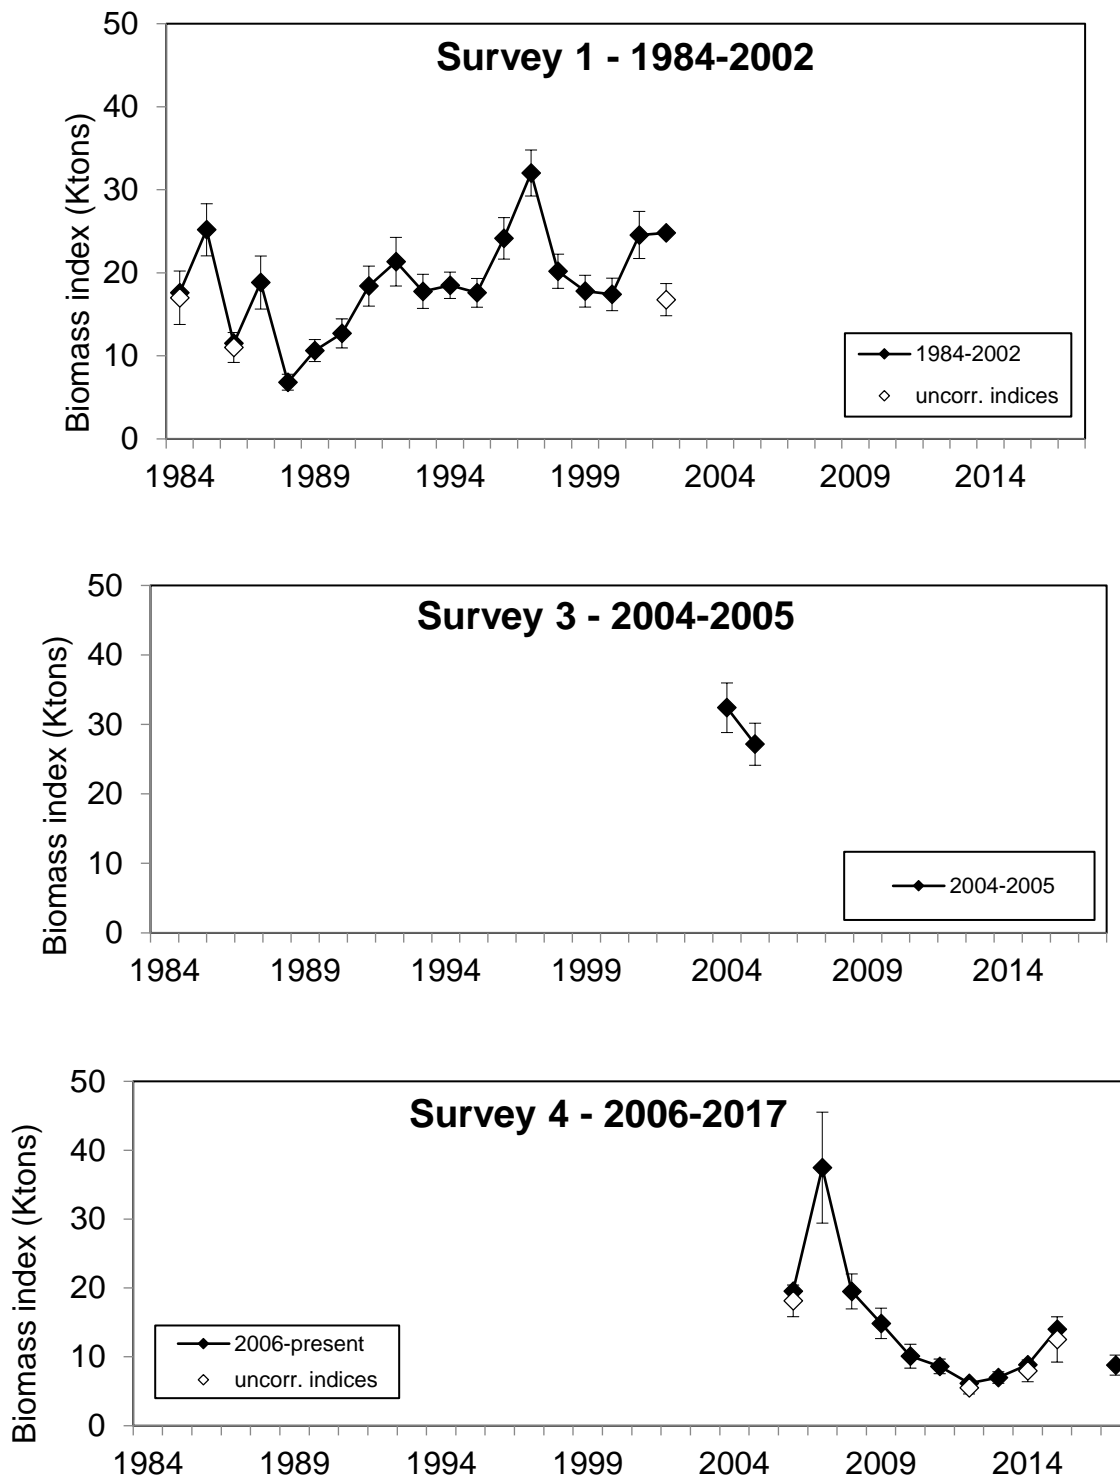 Survey 1 - 1984-2002
Biomass index (Ktons)
50
40
30
20
10
0
1984-2002
uncorr. indices
1984 1989 1994 1999 2004 2009 2014
Survey 3 - 2004-2005
Biomass index (Ktons)
50
40
30
20
10
0
2004-2005
1984 1989 1994 1999 2004 2009 2014
Survey 4 - 2006-2017
Biomass index (Ktons)
50
40
30
20
10
0
2006-present
uncorr. indices
1984 1989 1994 1999 2004 2009 2014